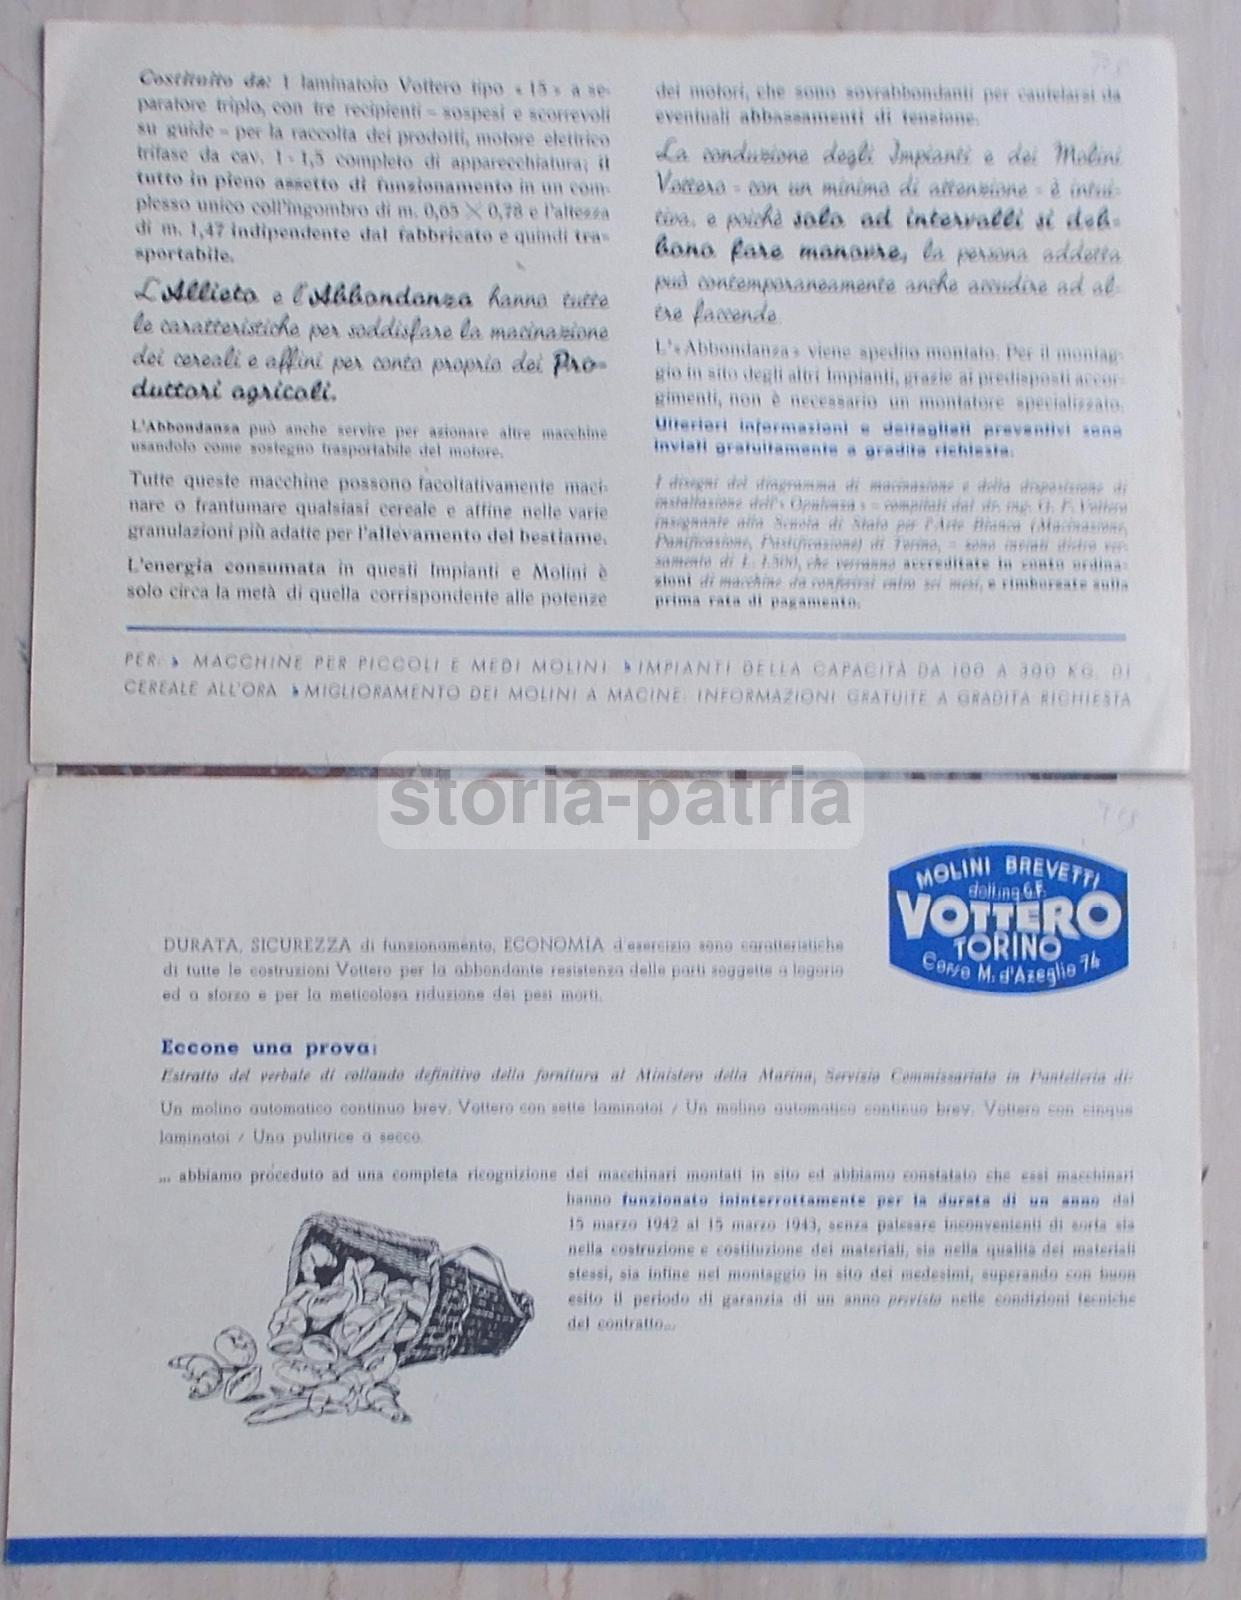 Costituito da: 1 laminatoio Vottero tipo « 15 » a se-
paratore triplo, con tre recipienti - sospesi e scorrevoli
su guide - per la raccolta dei prodotti, motore elettrico
trifase da cav. 1-1,5 completo di apparecchiatura; il
tutto in pieno assetto di funzionamento in un com-
plesso unico coll'ingombro di m. 0,65 × 0,78 e l'altezza
di m. 1,47 indipendente dal fabbricato e quindi tra-
sportabile.
L'Allieta e l'Abbondanza hanno tutte
le caratteristiche per soddisfare la macinazione
dei cereali e affini per conto proprio dei Pro-
duttori agricoli.
L'Abbondanza può anche servire per azionare altre macchine
usandolo come sostegno trasportabile del motore.
Tutte queste macchine possono facoltativamente maci-
nare o frantumare qualsiasi cereale e affine nelle varie
granulazioni più adatte per l'allevamento del bestiame.
L'energia consumata in questi Impianti e Molini è
solo circa la metà di quella corrispondente alle potenze
dei motori, che sono sovrabbondanti per cautelarsi da
eventuali abbassamenti di tensione.
La conduzione degli Impianti e dei Molini
Vottero - con un minimo di attenzione - è intui-
tiva, e poichè solo ad intervalli si deb-
bono fare manovre, la persona addetta
può contemporaneamente anche accudire ad al-
tre faccende.
L'« Abbondanza » viene spedito montato. Per il montag-
gio in sito degli altri Impianti, grazie ai predisposti accor-
gimenti, non è necessario un montatore specializzato.
Ulteriori informazioni e dettagliati preventivi sono
inviati gratuitamente a gradita richiesta.
I disegni del diagramma di macinazione e della disposizione di
installazione dell'« Opulenza » - compilati dal dr. ing. G. F. Vottero
insegnante alla Scuola di Stato per l'Arte Bianca (Macinazione,
Panificazione, Pastificazione) di Torino, - sono inviati dietro ver-
samento di L. 1.500, che verranno accreditate in conto ordina-
zioni di macchine da conferirsi entro sei mesi, e rimborsate sulla
prima rata di pagamento.
PER: MACCHINE PER PICCOLI E MEDI MOLINI IMPIANTI DELLA CAPACITÀ DA 100 A 300 KG. DI
CEREALE ALL'ORA MIGLIORAMENTO DEI MOLINI A MACINE: INFORMAZIONI GRATUITE A GRADITA RICHIESTA
storia-patria
MOLINI BREVETTI
dell'ing. G.F.
VOTTERO
TORINO
Corso M. d'Azeglio 74
DURATA, SICUREZZA di funzionamento, ECONOMIA d'esercizio sono caratteristiche
di tutte le costruzioni Vottero per la abbondante resistenza delle parti soggette a logorio
ed a sforzo e per la meticolosa riduzione dei pesi morti.
Eccone una prova:
Estratto del verbale di collaudo definitivo della fornitura al Ministero della Marina, Servizio Commissariato in Pantelleria di:
Un molino automatico continuo brev. Vottero con sette laminatoi / Un molino automatico continuo brev. Vottero con cinque
laminatoi / Una pulitrice a secco.
... abbiamo proceduto ad una completa ricognizione dei macchinari montati in sito ed abbiamo constatato che essi macchinari
hanno funzionato ininterrottamente per la durata di un anno dal
15 marzo 1942 al 15 marzo 1943, senza palesare inconvenienti di sorta sia
nella costruzione e costituzione dei materiali, sia nella qualità dei materiali
stessi, sia infine nel montaggio in sito dei medesimi, superando con buon
esito il periodo di garanzia di un anno previsto nelle condizioni tecniche
del contratto...